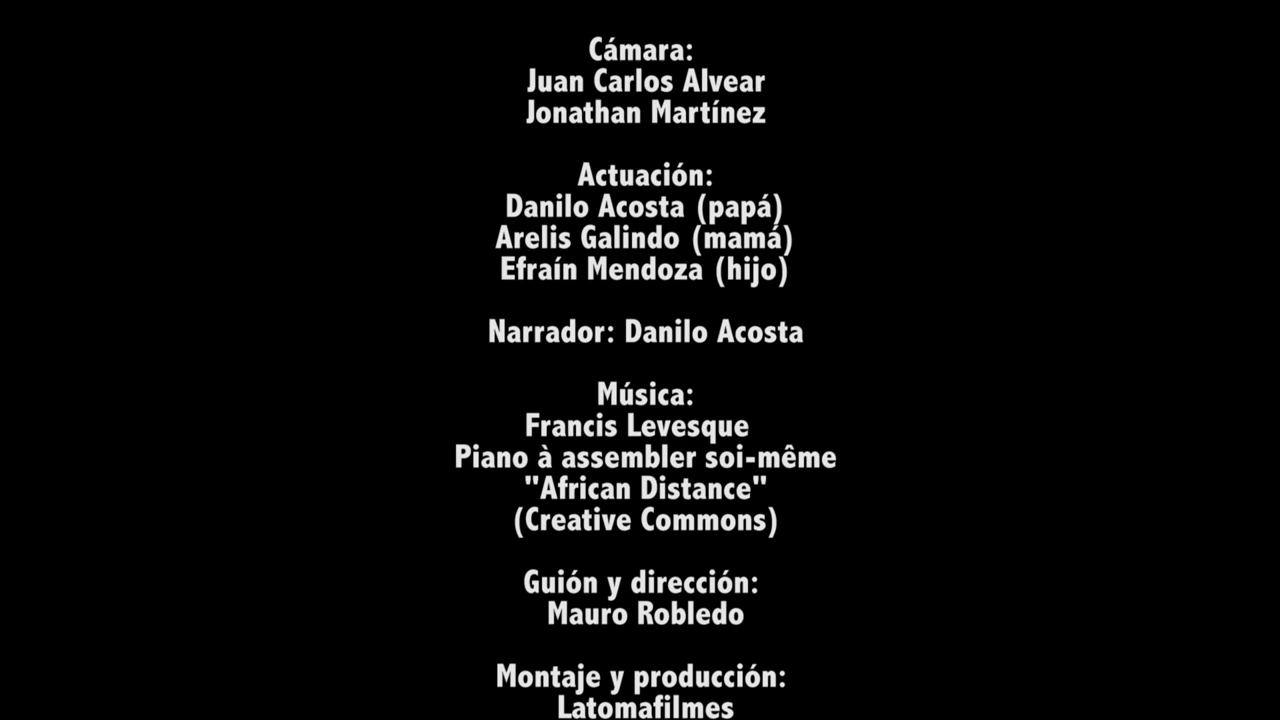 Cámara:
Juan Carlos Alvear
Jonathan Martínez
Actuación:
Danilo Acosta (papá)
Arelis Galindo (mamá)
Efraín Mendoza (hijo)
Narrador: Danilo Acosta
Música:
Francis Levesque
Piano à assembler soi-même
"African Distance"
(Creative Commons)
Guión y dirección:
Mauro Robledo
Montaje y producción:
Latomafilmes